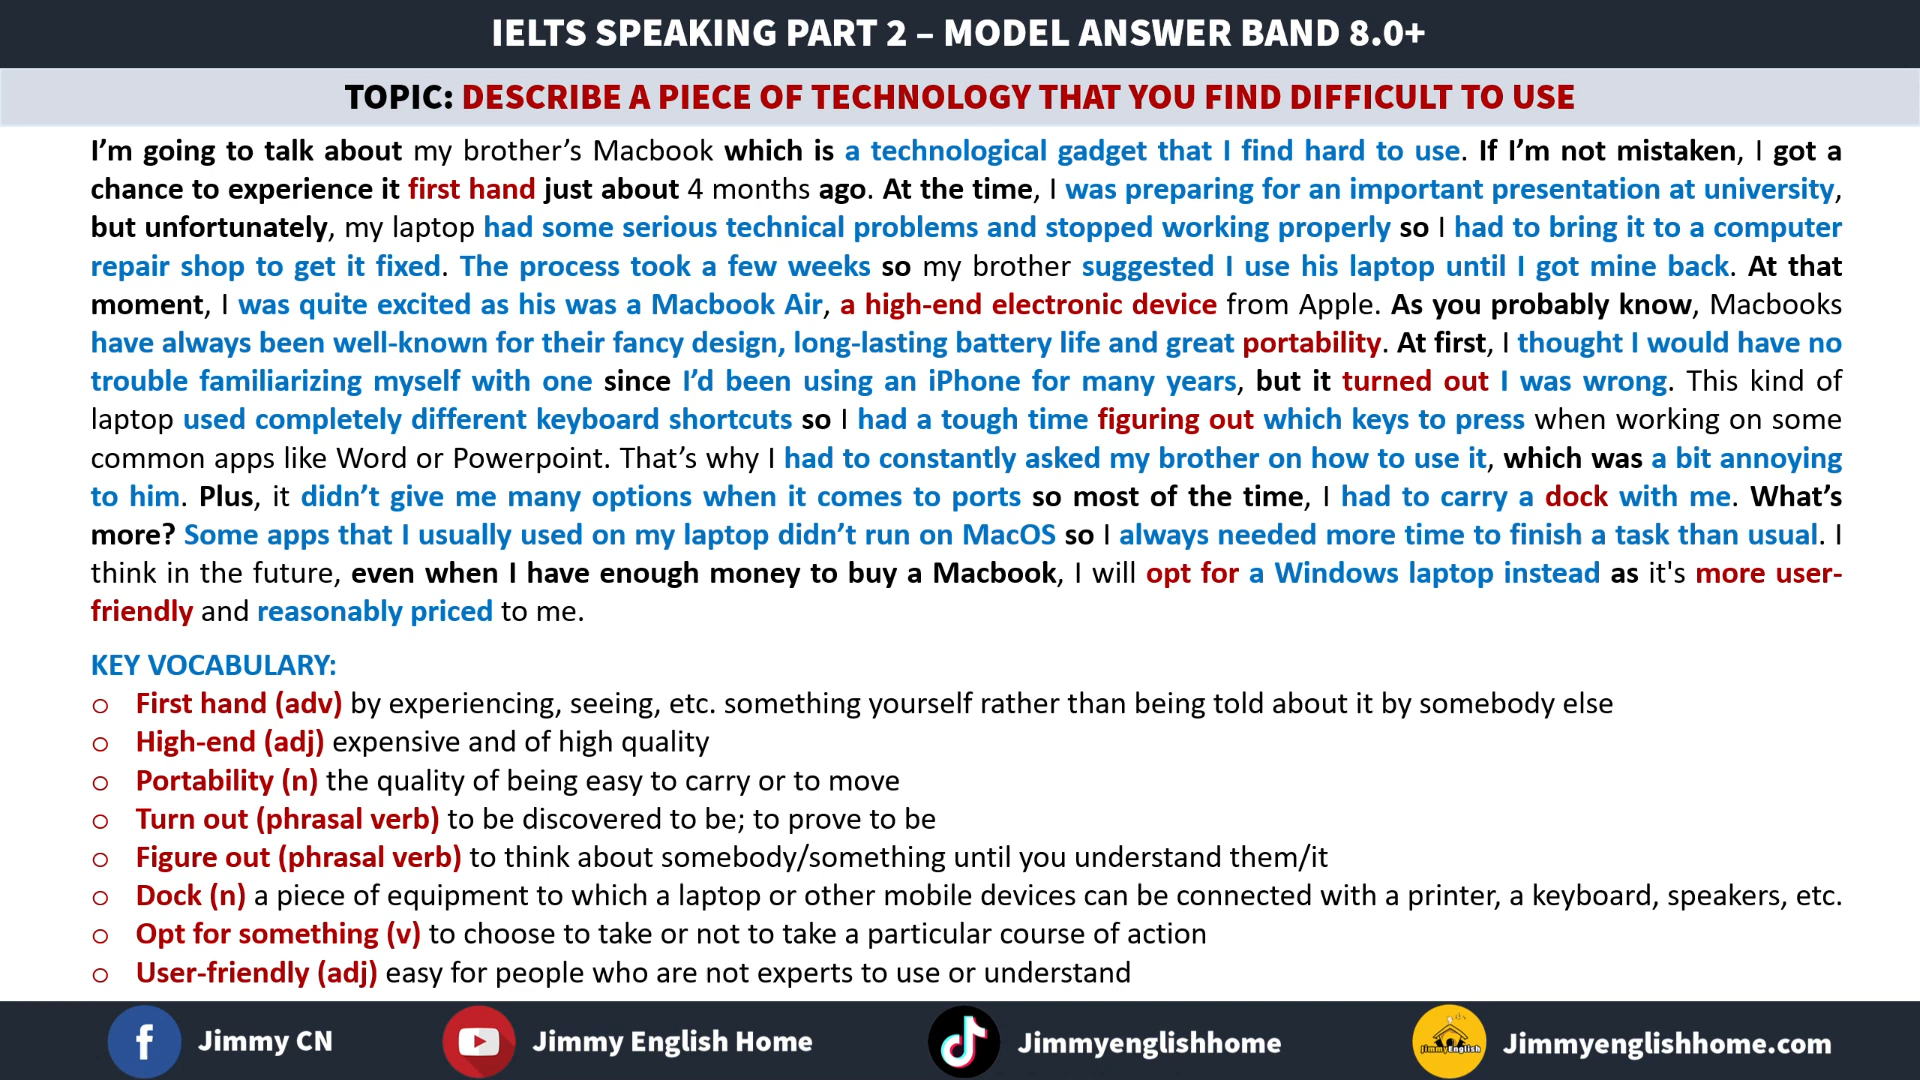 IELTS SPEAKING PART 2 – MODEL ANSWER BAND 8.0+
TOPIC: DESCRIBE A PIECE OF TECHNOLOGY THAT YOU FIND DIFFICULT TO USE
I’m going to talk about my brother’s Macbook which is a technological gadget that I find hard to use. If I’m not mistaken, I got a
chance to experience it first hand just about 4 months ago. At the time, I was preparing for an important presentation at university,
but unfortunately, my laptop had some serious technical problems and stopped working properly so I had to bring it to a computer
repair shop to get it fixed. The process took a few weeks so my brother suggested I use his laptop until I got mine back. At that
moment, I was quite excited as his was a Macbook Air, a high-end electronic device from Apple. As you probably know, Macbooks
have always been well-known for their fancy design, long-lasting battery life and great portability. At first, I thought I would have no
trouble familiarizing myself with one since I’d been using an iPhone for many years, but it turned out I was wrong. This kind of
laptop used completely different keyboard shortcuts so I had a tough time figuring out which keys to press when working on some
common apps like Word or Powerpoint. That’s why I had to constantly asked my brother on how to use it, which was a bit annoying
to him. Plus, it didn’t give me many options when it comes to ports so most of the time, I had to carry a dock with me. What’s
more? Some apps that I usually used on my laptop didn’t run on MacOS so I always needed more time to finish a task than usual. I
think in the future, even when I have enough money to buy a Macbook, I will opt for a Windows laptop instead as it's more user-
friendly and reasonably priced to me.
KEY VOCABULARY:
o First hand (adv) by experiencing, seeing, etc. something yourself rather than being told about it by somebody else
o High-end (adj) expensive and of high quality
o Portability (n) the quality of being easy to carry or to move
o Turn out (phrasal verb) to be discovered to be; to prove to be
o Figure out (phrasal verb) to think about somebody/something until you understand them/it
o Dock (n) a piece of equipment to which a laptop or other mobile devices can be connected with a printer, a keyboard, speakers, etc.
o Opt for something (v) to choose to take or not to take a particular course of action
o User-friendly (adj) easy for people who are not experts to use or understand
f Jimmy CN
Jimmy English Home
Jimmyenglishhome
JimmyEnglish
Jimmyenglishhome.com